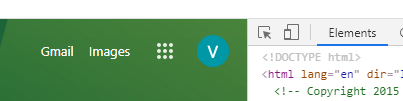 Gmail Images V
Elements
<!DOCTYPE html>
<html lang="en" dir="
<!-- Copyright 2015